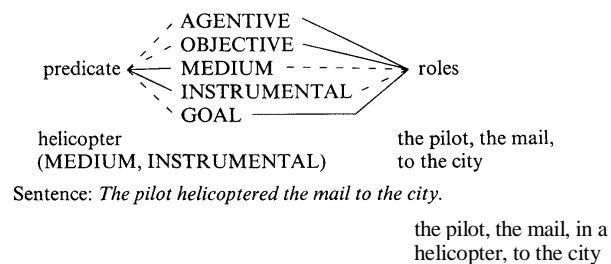 AGENTIVE
OBJECTIVE
predicate MEDIUM roles
INSTRUMENTAL
GOAL
helicopter the pilot, the mail,
(MEDIUM, INSTRUMENTAL) to the city
Sentence: The pilot helicoptered the mail to the city.
the pilot, the mail, in a
helicopter, to the city